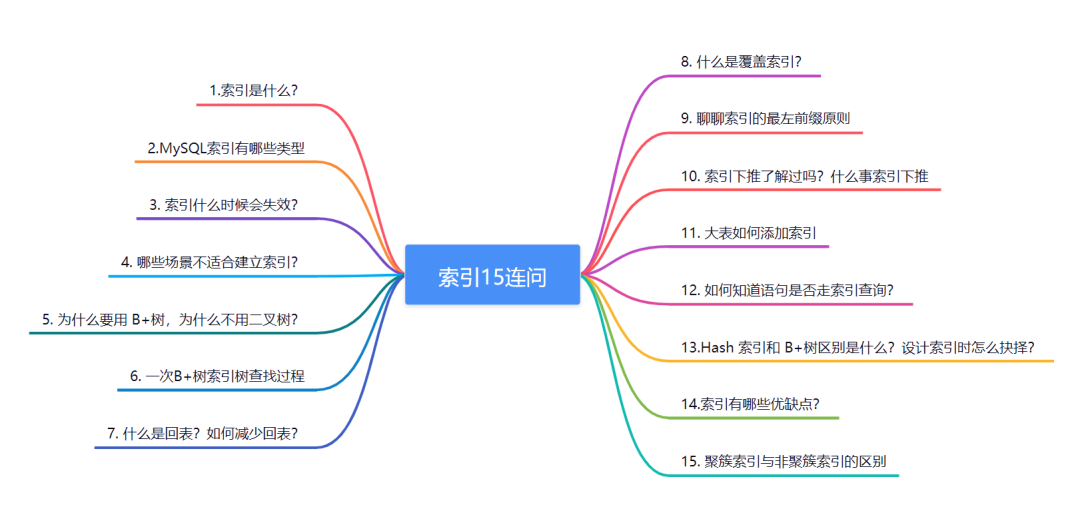 索引15连问
1.索引是什么？
2.MySQL索引有哪些类型
3. 索引什么时候会失效？
4. 哪些场景不适合建立索引？
5. 为什么要用 B+树，为什么不用二叉树？
6. 一次B+树索引树查找过程
7. 什么是回表？如何减少回表？
8. 什么是覆盖索引？
9. 聊聊索引的最左前缀原则
10. 索引下推了解过吗？什么事索引下推
11. 大表如何添加索引
12. 如何知道语句是否走索引查询？
13.Hash 索引和 B+树区别是什么？设计索引时怎么抉择？
14.索引有哪些优缺点？
15. 聚簇索引与非聚簇索引的区别